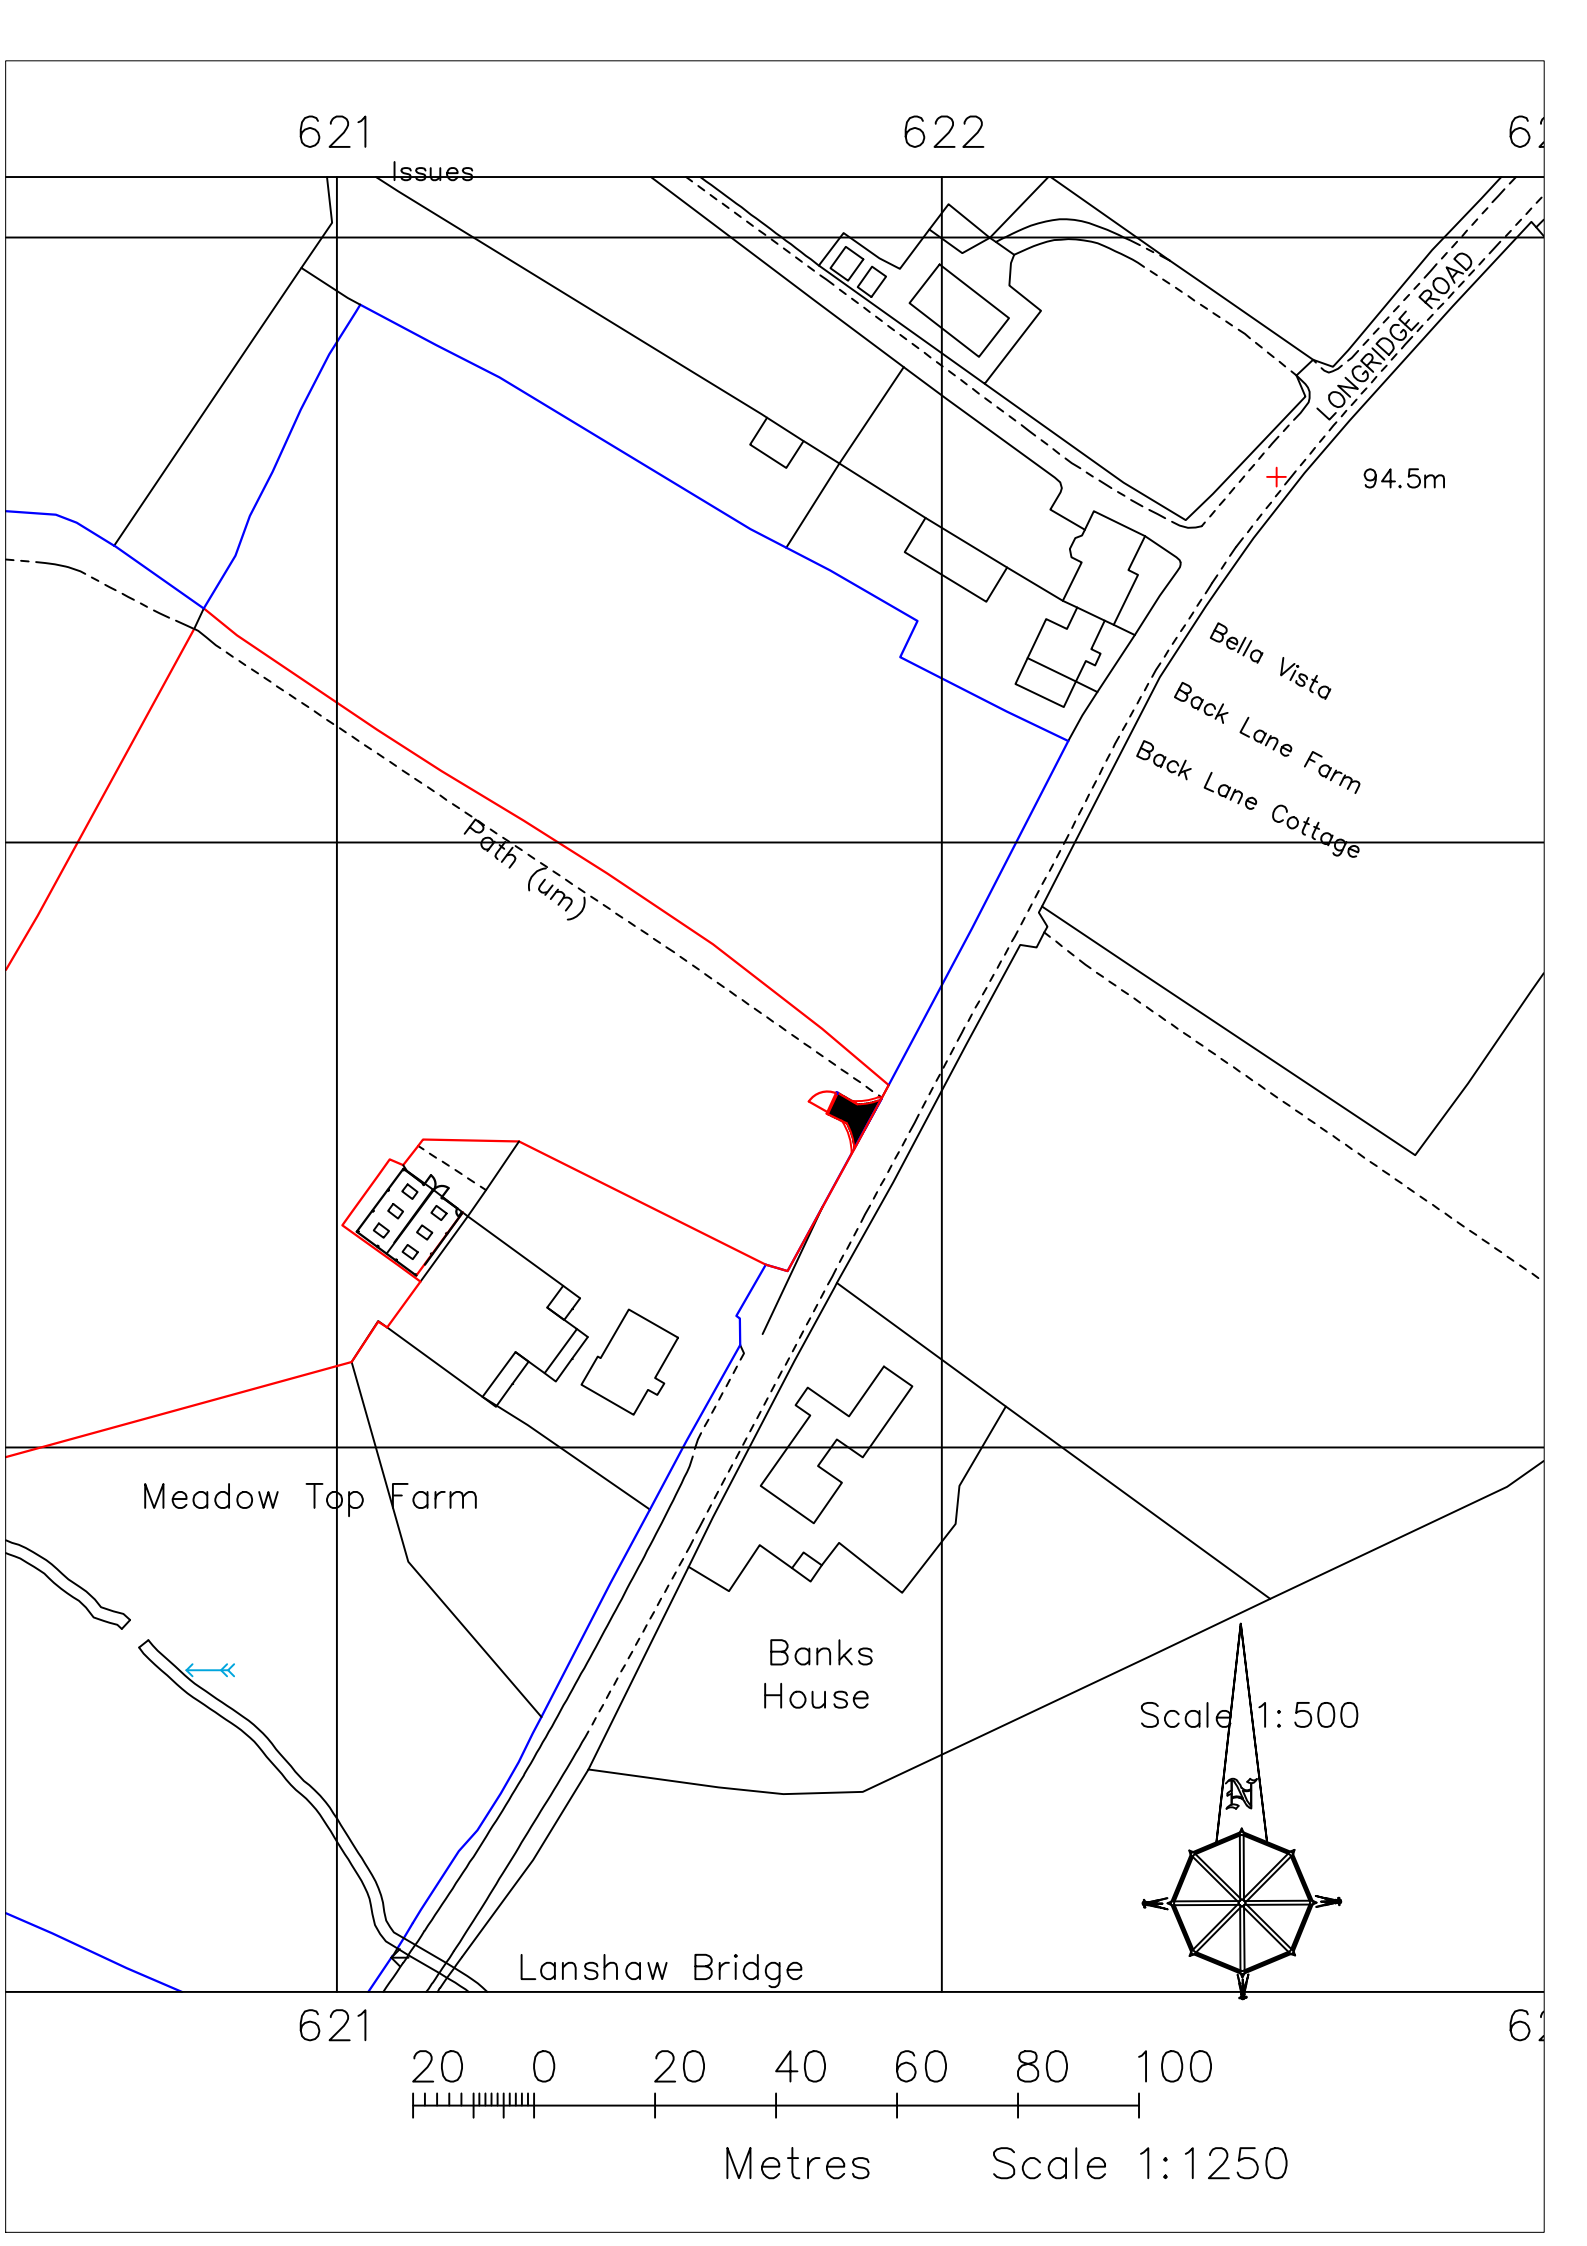 621 622
Issues
LONGRIDGE ROAD
94.5m
Bella Vista
Back Lane Farm
Back Lane Cottage
Path (um)
Meadow Top Farm
Banks
House
Scale 1:500
N
Lanshaw Bridge
621
20 0 20 40 60 80 100
Metres Scale 1:1250